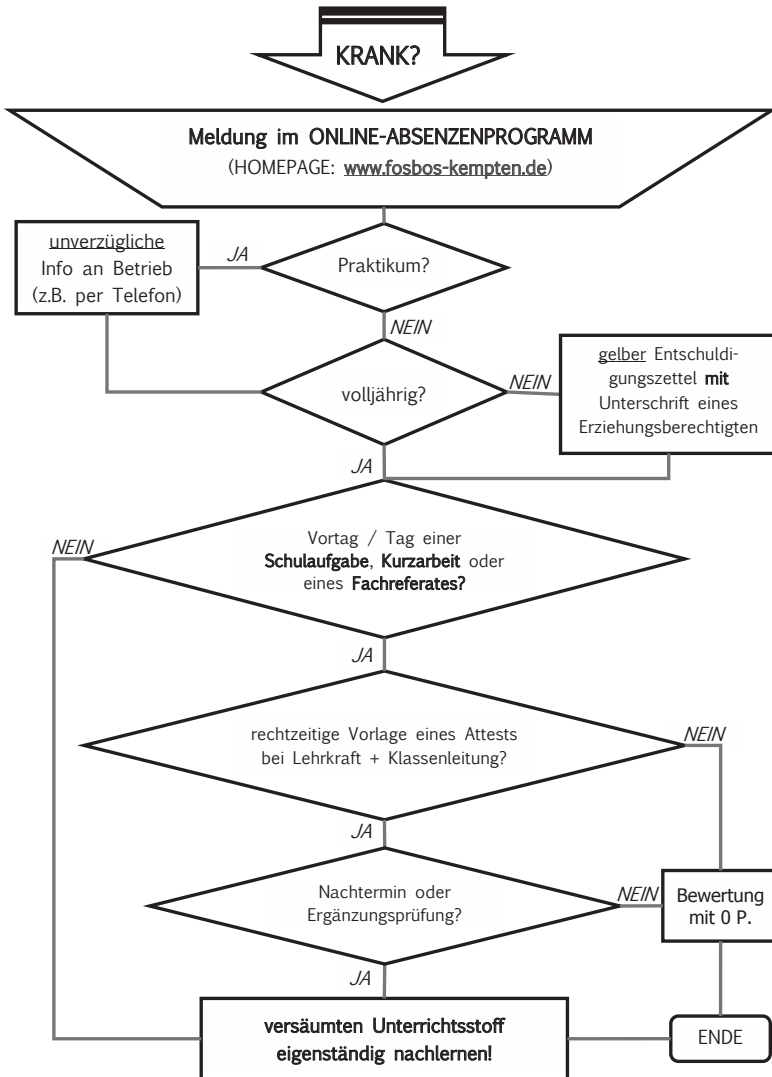 KRANK?
Meldung im ONLINE-ABSENZENPROGRAMM
(HOMEPAGE: www.fosbos-kempten.de)
unverzügliche
Info an Betrieb
(z.B. per Telefon)
JA
Praktikum?
NEIN
volljährig?
NEIN
gelber Entschuldi-
gungszettel mit
Unterschrift eines
Erziehungsberechtigten
JA
NEIN
Vortag / Tag einer
Schulaufgabe, Kurzarbeit oder
eines Fachreferates?
JA
rechtzeitige Vorlage eines Attests
bei Lehrkraft + Klassenleitung?
NEIN
JA
Nachtermin oder
Ergänzungsprüfung?
NEIN
Bewertung
mit 0 P.
JA
versäumten Unterrichtsstoff
eigenständig nachlernen!
ENDE